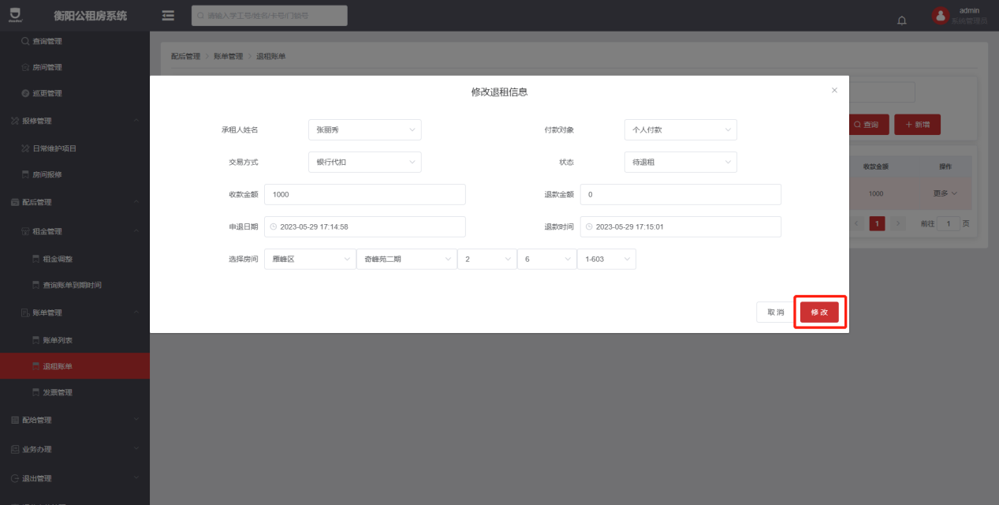 衡阳公租房系统
请输入学工号/姓名/卡号/门锁号
admin
系统管理员
查询管理
房间管理
巡更管理
报修管理
日常维护项目
房间报修
配后管理
租金管理
租金调整
查询账单到期时间
账单管理
账单列表
退租账单
发票管理
配给管理
业务办理
退出管理
配后管理 > 账单管理 > 退租账单
查询
+ 新增
收款金额 操作
1000 更多
1
前往 1 页
修改退租信息
承租人姓名 张丽秀 付款对象 个人付款
交易方式 银行代扣 状态 待退租
收款金额 1000 退款金额 0
申退日期 2023-05-29 17:14:58 退款时间 2023-05-29 17:15:01
选择房间 雁峰区 奇峰苑二期 2 6 1-603
取消 修改